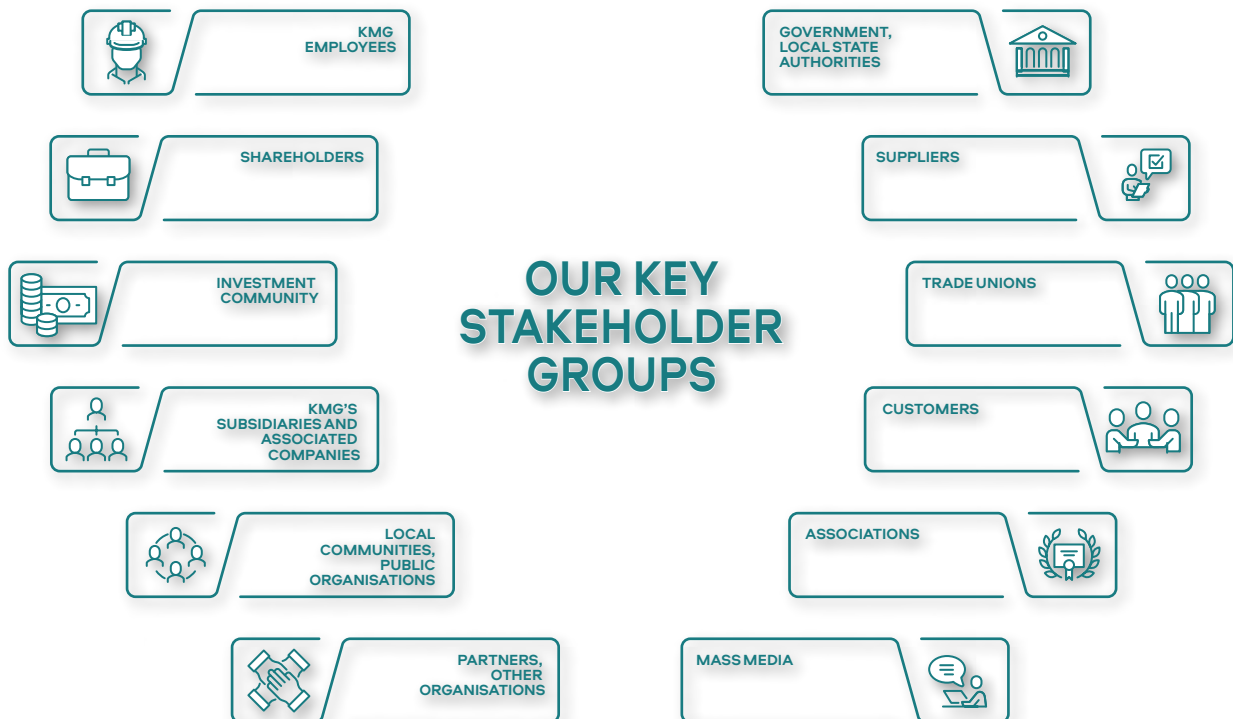 KMG
EMPLOYEES
SHAREHOLDERS
INVESTMENT
COMMUNITY
KMG'S
SUBSIDIARIES AND
ASSOCIATED
COMPANIES
LOCAL
COMMUNITIES,
PUBLIC
ORGANISATIONS
PARTNERS,
OTHER
ORGANISATIONS
OUR KEY
STAKEHOLDER
GROUPS
GOVERNMENT,
LOCAL STATE
AUTHORITIES
SUPPLIERS
TRADE UNIONS
CUSTOMERS
ASSOCIATIONS
MASS MEDIA